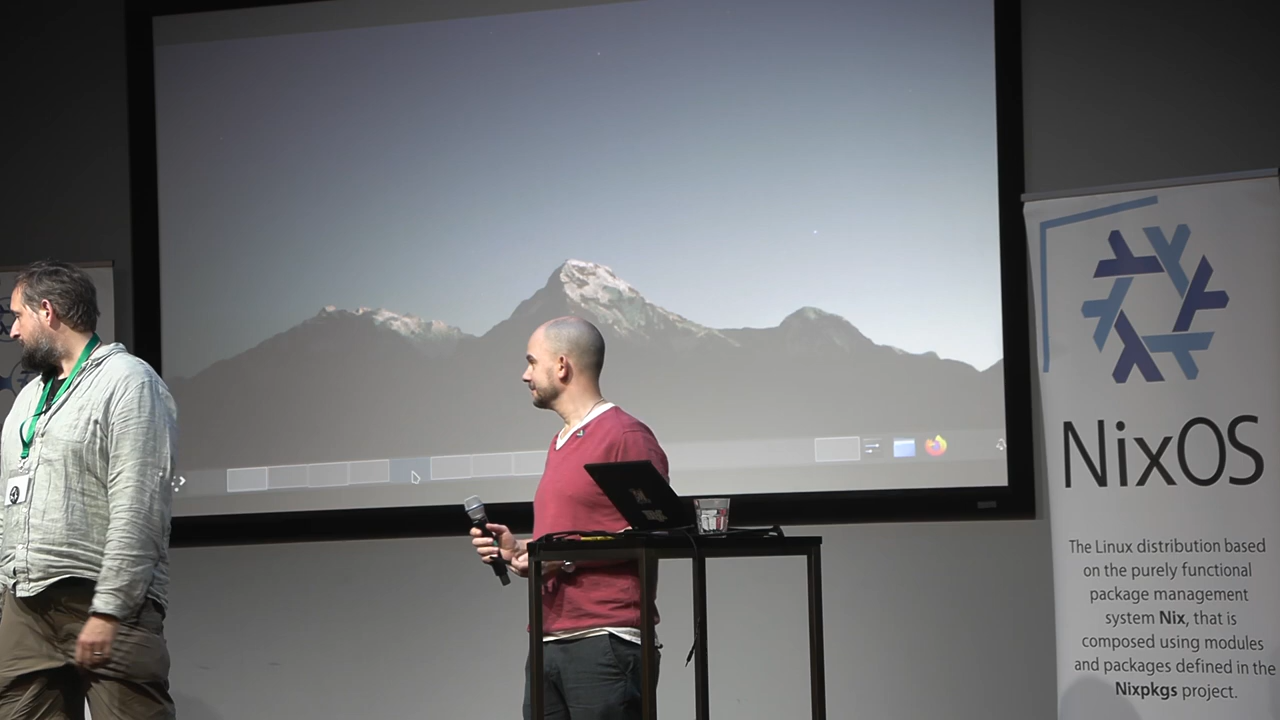 NixOS
The Linux distribution based
on the purely functional
package management
system Nix, that is
composed using modules
and packages defined in the
Nixpkgs project.